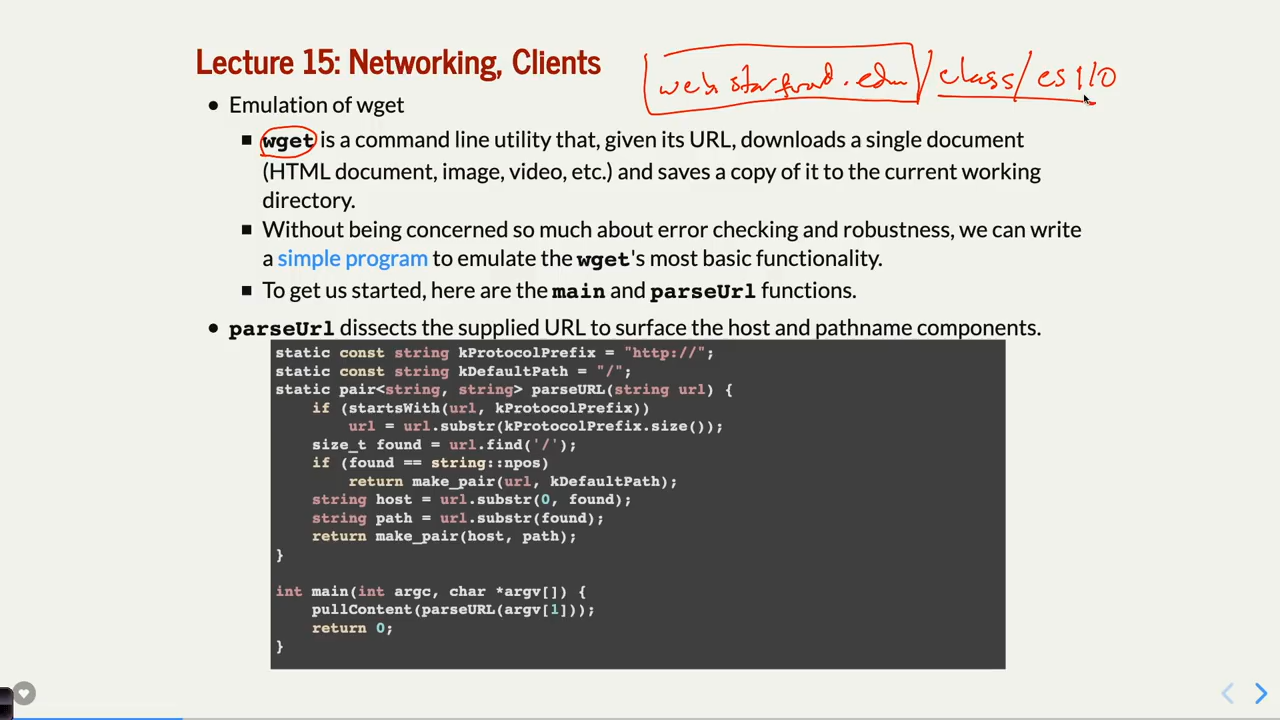 Lecture 15: Networking, Clients
web.stanford.edu/class/cs110
Emulation of wget
wget is a command line utility that, given its URL, downloads a single document
(HTML document, image, video, etc.) and saves a copy of it to the current working
directory.
Without being concerned so much about error checking and robustness, we can write
a simple program to emulate the wget's most basic functionality.
To get us started, here are the main and parseUrl functions.
parseUrl dissects the supplied URL to surface the host and pathname components.
static const string kProtocolPrefix = "http://";
static const string kDefaultPath = "/";
static pair<string, string> parseURL(string url) {
    if (startsWith(url, kProtocolPrefix))
        url = url.substr(kProtocolPrefix.size());
    size_t found = url.find('/');
    if (found == string::npos)
        return make_pair(url, kDefaultPath);
    string host = url.substr(0, found);
    string path = url.substr(found);
    return make_pair(host, path);
}
int main(int argc, char *argv[]) {
    pullContent(parseURL(argv[1]));
    return 0;
}